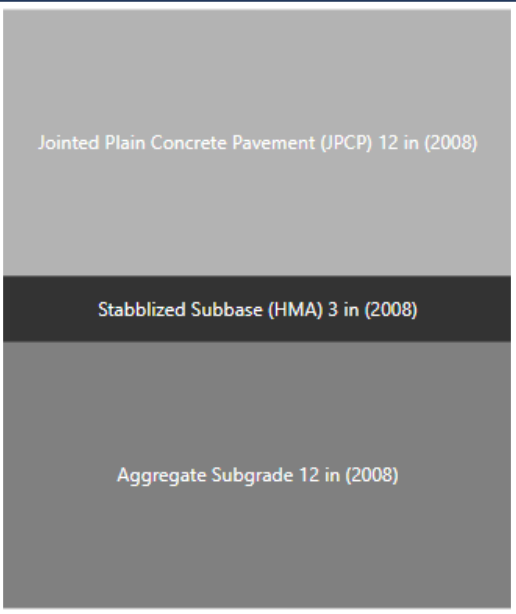 Jointed Plain Concrete Pavement (JPCP) 12 in (2008)
Stabblized Subbase (HMA) 3 in (2008)
Aggregate Subgrade 12 in (2008)